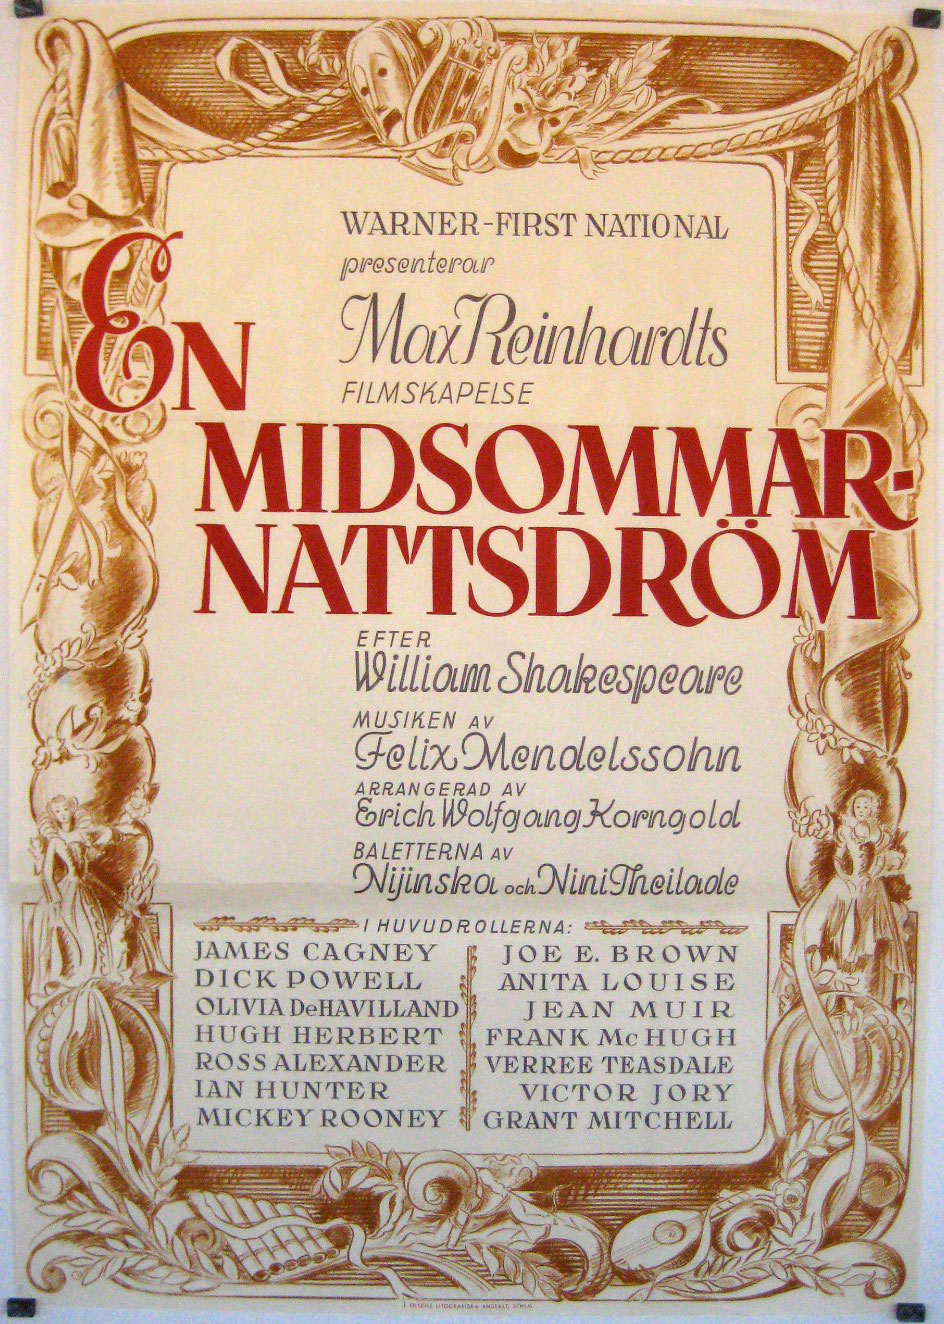 WARNER-FIRST NATIONAL
presenterar
Max Reinhardts
FILMSKAPELSE
EN
MIDSOMMAR-
NATTSDRÖM
EFTER
William Shakespeare
MUSIKEN AV
Felix Mendelssohn
ARRANGERAD AV
Erich Wolfgang Korngold
BALETTERNA AV
Nijinska och Nini Theilade
I HUVUDROLLERNA:
JAMES CAGNEY
DICK POWELL
OLIVIA DeHAVILLAND
HUGH HERBERT
ROSS ALEXANDER
IAN HUNTER
MICKEY ROONEY
JOE E. BROWN
ANITA LOUISE
JEAN MUIR
FRANK McHUGH
VERREE TEASDALE
VICTOR JORY
GRANT MITCHELL
LITOGRAFISKA ANSTALT, STHLM